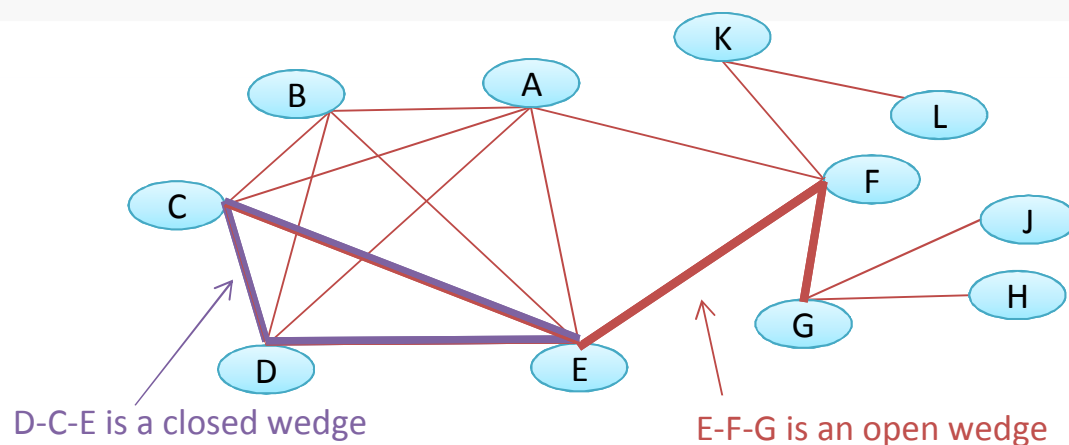 K
B
A
L
C
F
J
H
G
D
E
D-C-E is a closed wedge
E-F-G is an open wedge